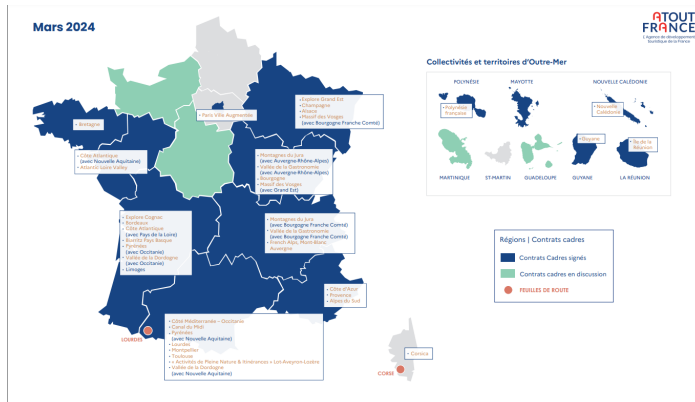 Mars 2024
ATOUT
FRANCE
L'Agence de développement
touristique de la France
Collectivités et territoires d'Outre-Mer
POLYNÉSIE
MAYOTTE
NOUVELLE CALÉDONIE
• Polynésie
française
• Nouvelle
Calédonie
• Guyane
• Île de la
Réunion
MARTINIQUE
ST-MARTIN
GUADELOUPE
GUYANE
LA RÉUNION
• Explore Grand Est
• Champagne
• Alsace
• Massif des Vosges
(avec Bourgogne Franche Comté)
• Paris Ville Augmentée
• Bretagne
• Côte Atlantique
(avec Nouvelle Aquitaine)
• Atlantic Loire Valley
• Montagnes du Jura
(avec Auvergne-Rhône-Alpes)
• Vallée de la Gastronomie
(avec Auvergne-Rhône-Alpes)
• Bourgogne
• Massif des Vosges
(avec Grand Est)
• Explore Cognac
• Bordeaux
• Côte Atlantique
(avec Pays de la Loire)
• Biarritz Pays Basque
• Pyrénées
(avec Occitanie)
• Vallée de la Dordogne
(avec Occitanie)
• Limoges
• Montagnes du Jura
(avec Bourgogne Franche Comté)
• Vallée de la Gastronomie
(avec Bourgogne Franche Comté)
• French Alps, Mont-Blanc
• Auvergne
Régions | Contrats cadres
Contrats Cadres signés
Contrats cadres en discussion
FEUILLES DE ROUTE
• Côte d'Azur
• Provence
• Alpes du Sud
• Côté Méditerranée - Occitanie
• Canal du Midi
• Pyrénées
(avec Nouvelle Aquitaine)
• Lourdes
• Montpellier
• Toulouse
• « Activités de Pleine Nature & Itinérances » Lot-Aveyron-Lozère
• Vallée de la Dordogne
(avec Nouvelle Aquitaine)
LOURDES
• Corsica
CORSE